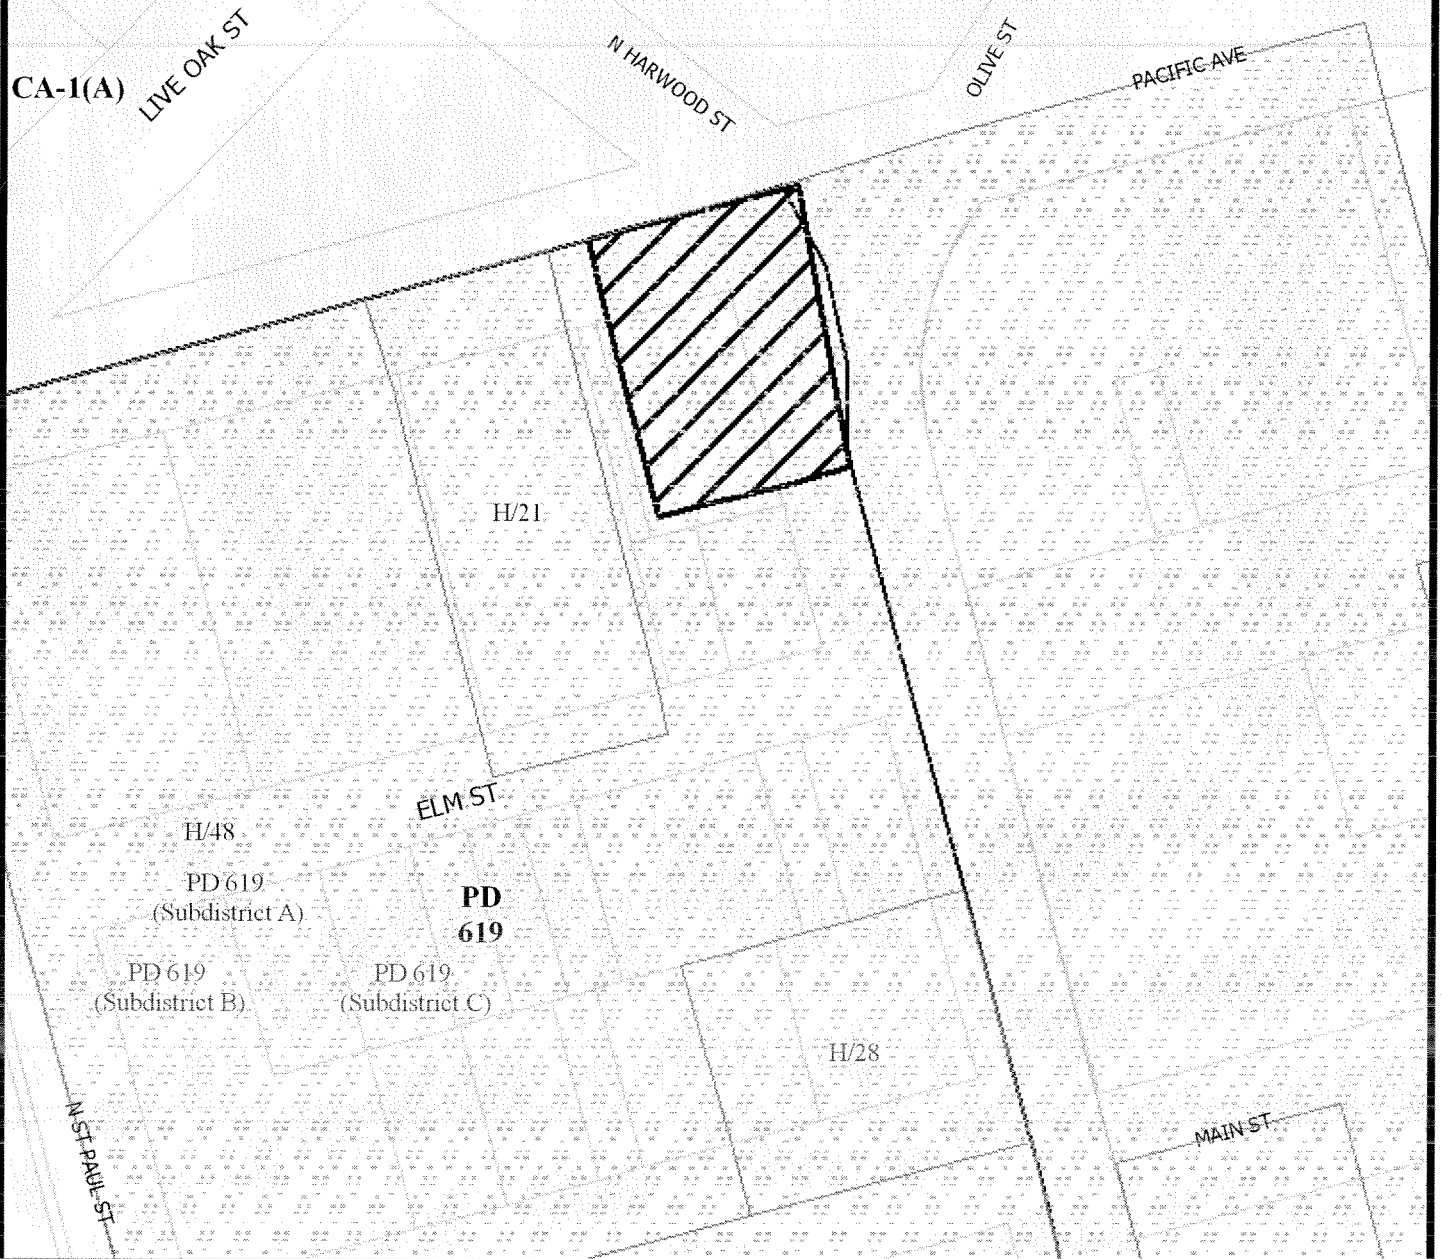 LIVE OAK ST
N HARWOOD ST
OLIVE ST
PACIFIC AVE
CA-1(A)
H/21
ELM ST
H/48
PD 619
(Subdistrict A)
PD
619
PD 619
(Subdistrict B)
PD 619
(Subdistrict C)
H/28
N ST PAUL ST
MAIN ST